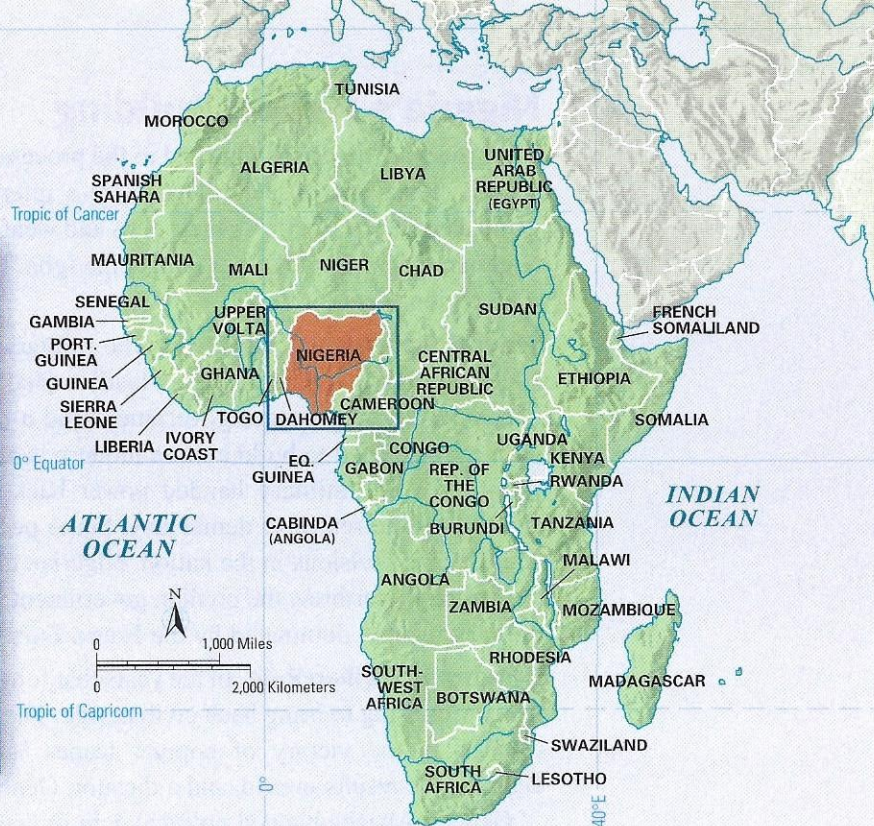 TUNISIA
MOROCCO
ALGERIA
LIBYA
UNITED
ARAB
REPUBLIC
(EGYPT)
SPANISH
SAHARA
Tropic of Cancer
MAURITANIA
MALI
NIGER
CHAD
SUDAN
SENEGAL
GAMBIA
PORT.
GUINEA
GUINEA
SIERRA
LEONE
LIBERIA
IVORY
COAST
UPPER
VOLTA
GHANA
TOGO
DAHOMEY
NIGERIA
CAMEROON
CENTRAL
AFRICAN
REPUBLIC
FRENCH
SOMALILAND
ETHIOPIA
SOMALIA
0° Equator
EQ.
GUINEA
GABON
CONGO
REP. OF
THE
CONGO
UGANDA
KENYA
RWANDA
BURUNDI
TANZANIA
CABINDA
(ANGOLA)
ATLANTIC
OCEAN
INDIAN
OCEAN
ANGOLA
ZAMBIA
MALAWI
MOZAMBIQUE
N
0
1,000 Miles
0
2,000 Kilometers
RHODESIA
SOUTH-
WEST
AFRICA
BOTSWANA
MADAGASCAR
Tropic of Capricorn
SWAZILAND
LESOTHO
SOUTH
AFRICA
0°
40°E